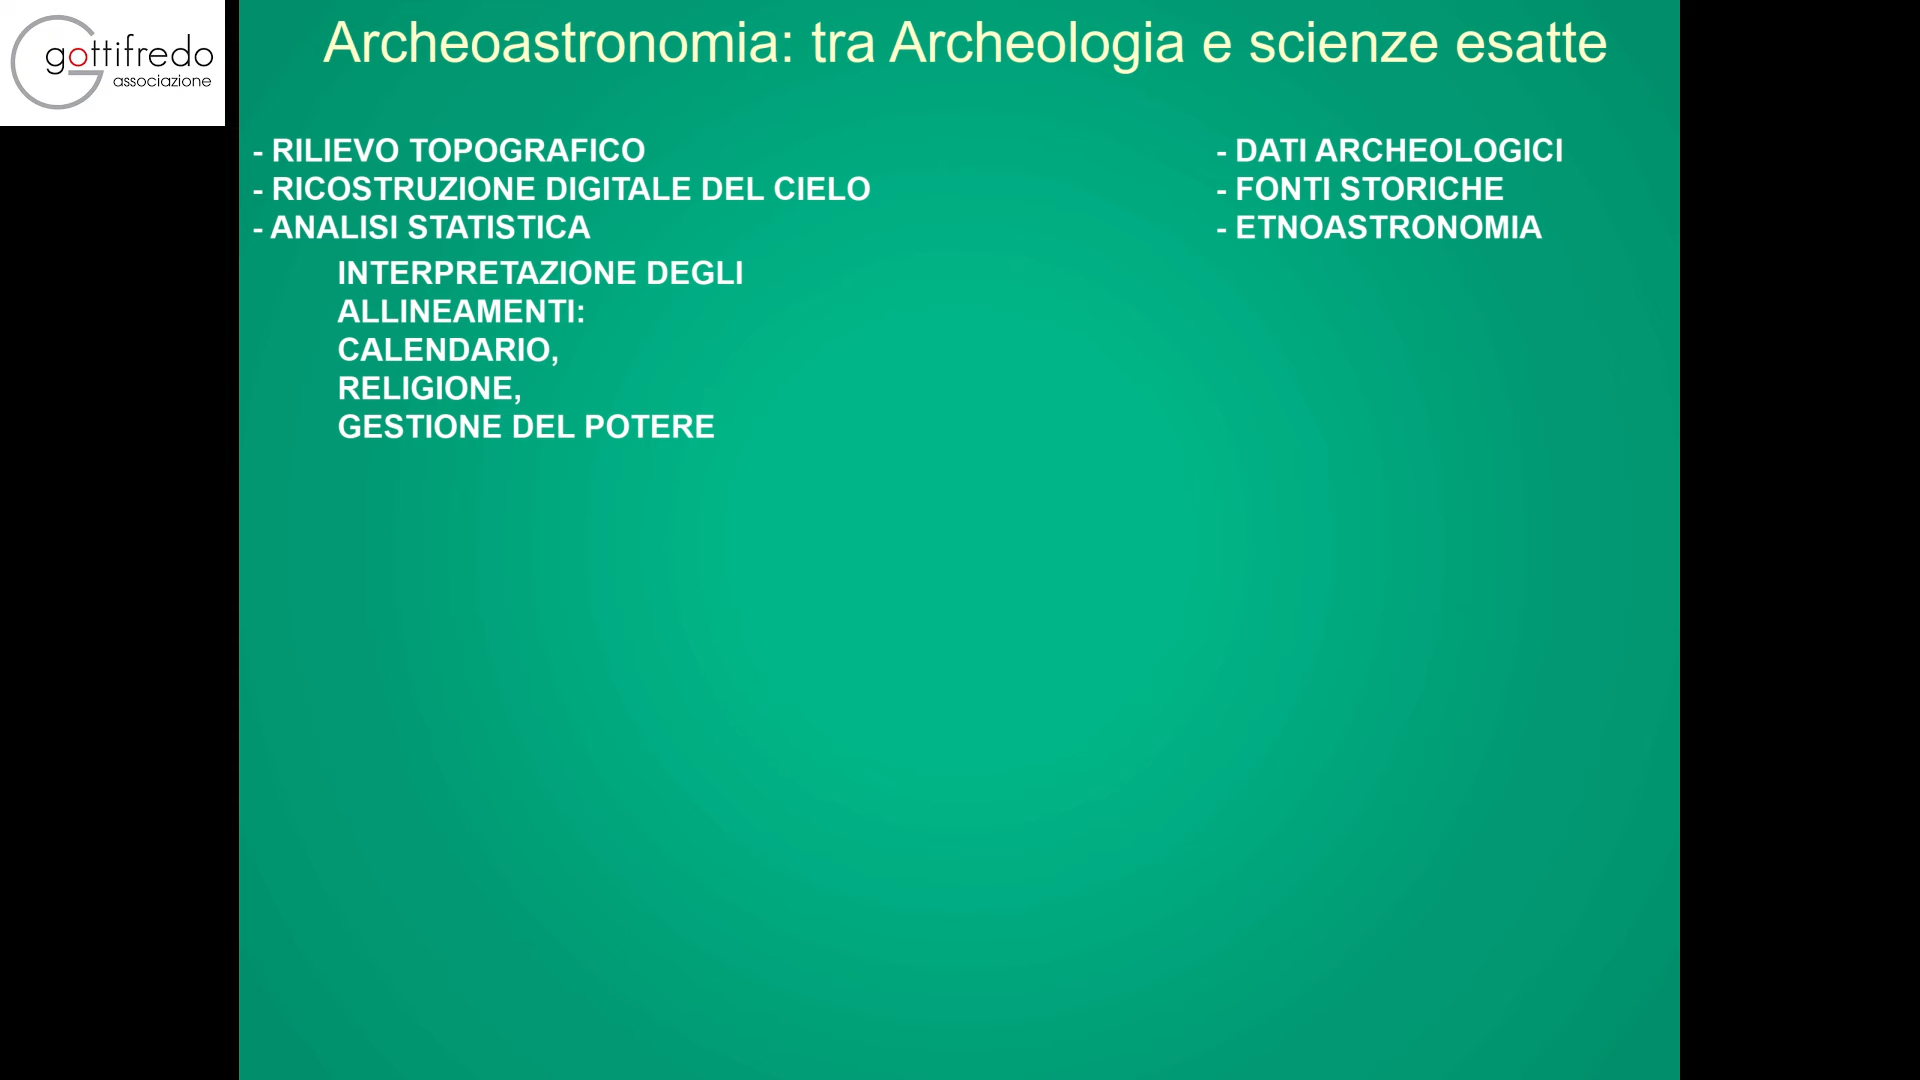 gottifredo
associazione
Archeoastronomia: tra Archeologia e scienze esatte
- RILIEVO TOPOGRAFICO
- RICOSTRUZIONE DIGITALE DEL CIELO
- ANALISI STATISTICA
INTERPRETAZIONE DEGLI
ALLINEAMENTI:
CALENDARIO,
RELIGIONE,
GESTIONE DEL POTERE
- DATI ARCHEOLOGICI
- FONTI STORICHE
- ETNOASTRONOMIA